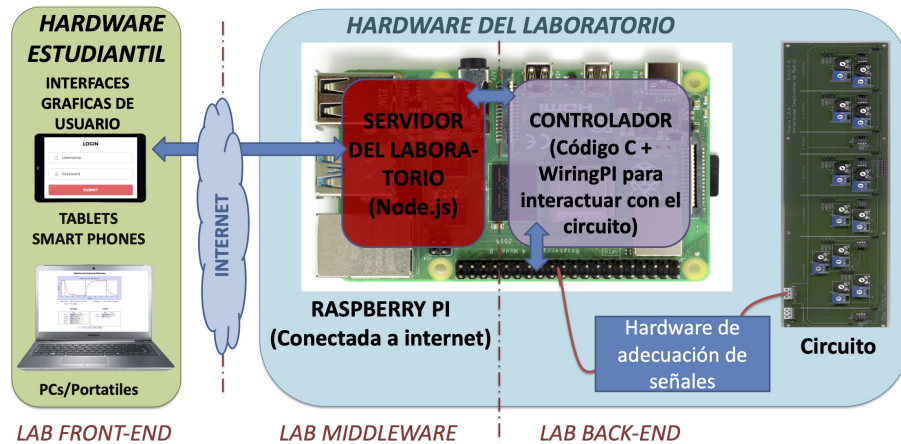 HARDWARE
ESTUDIANTIL
INTERFACES
GRAFICAS DE
USUARIO
LOGIN
Username
Password
SUBMIT
TABLETS
SMART PHONES
PCs/Portatiles
INTERNET
HARDWARE DEL LABORATORIO
HDMI
SERVIDOR
DEL LABORA-
TORIO
(Node.js)
CONTROLADOR
(Código C +
WiringPI para
interactuar con el
circuito)
RASPBERRY PI
(Conectada a internet)
Hardware de
adecuación de
señales
Circuito
LAB FRONT-END
LAB MIDDLEWARE
LAB BACK-END